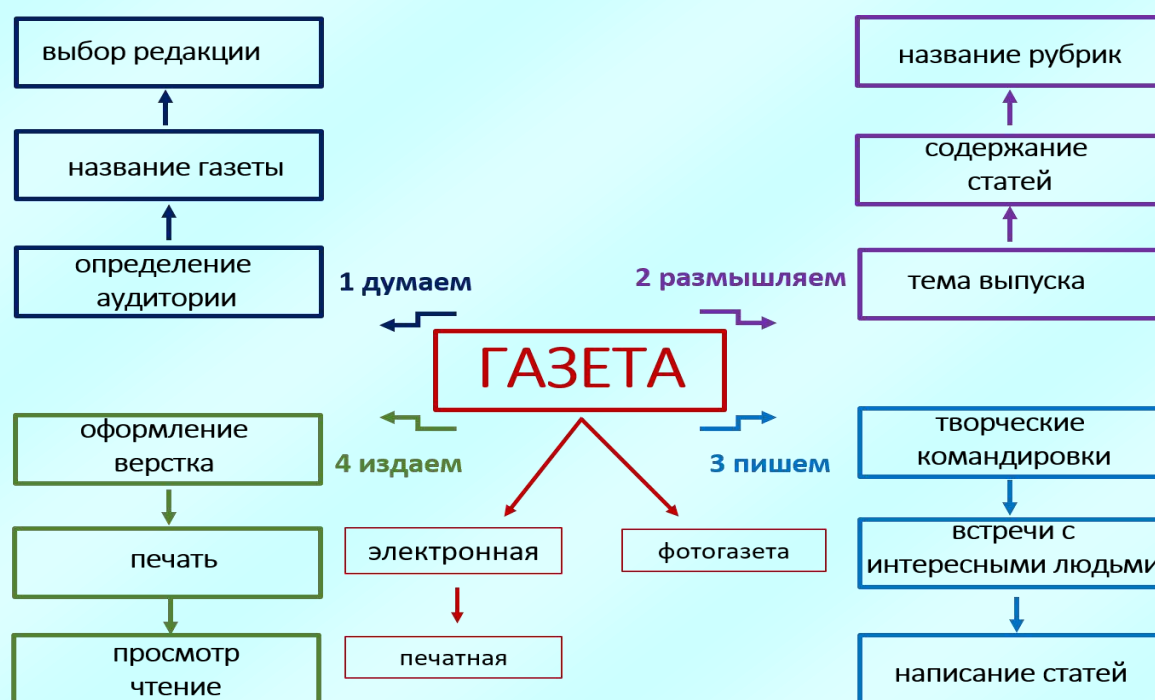 выбор редакции
название газеты
определение
аудитории
1 думаем
название рубрик
содержание
статей
тема выпуска
2 размышляем
ГАЗЕТА
оформление
верстка
4 издаем
печать
просмотр
чтение
электронная
печатная
фотогазета
3 пишем
творческие
командировки
встречи с
интересными людьми
написание статей